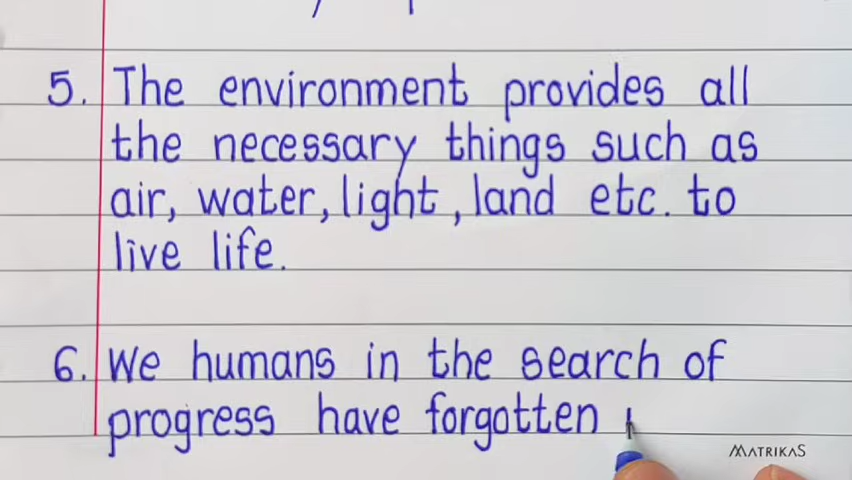 5. The environment provides all
the necessary things such as
air, water, light, land etc. to
live life.
6. We humans in the search of
progress have forgotten
MATRIKAS